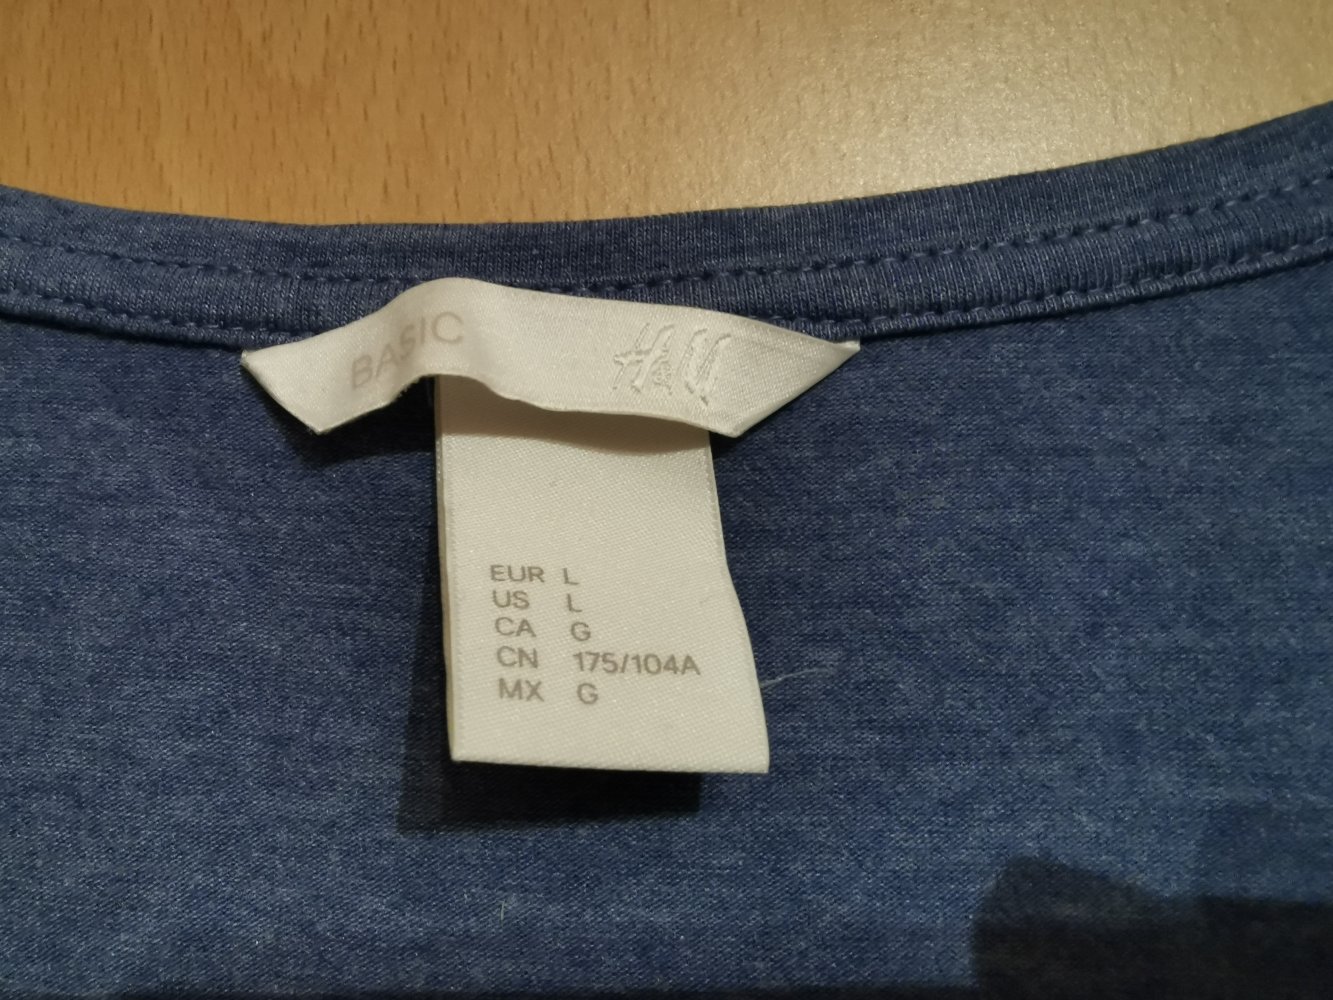 BASIC H&M
EUR L
US L
CA G
CN 175/104A
MX G